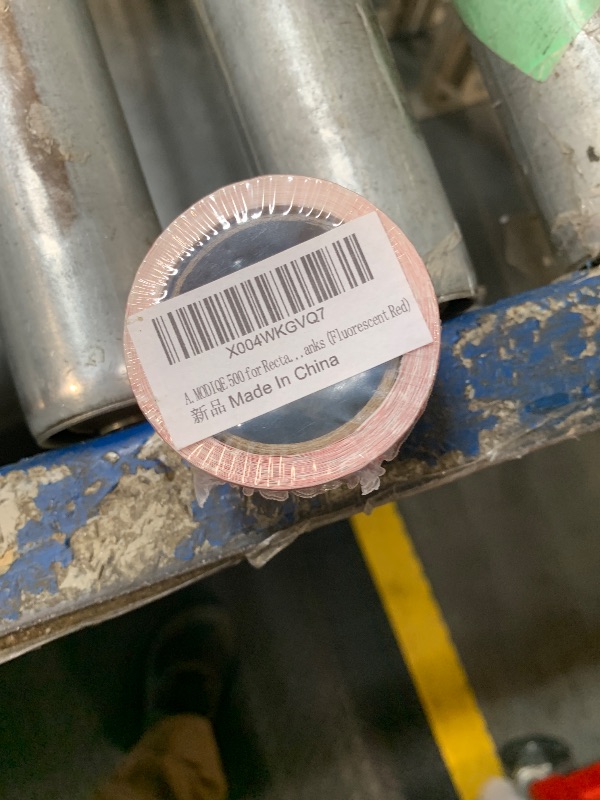 X004WKGVQ7
A. MODIQE 500 for Recta...anks (Fluorescent Red)
新品 Made In China